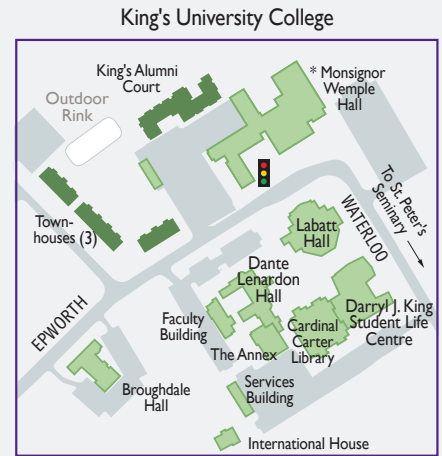 King's University College
King's Alumni
Court
* Monsignor
Wemple
Hall
Outdoor
Rink
To St. Peter's
Seminary
Town-
houses (3)
WATERLOO
Labatt
Hall
Dante
Lenardon
Hall
EPWORTH
Faculty
Building
Darryl J. King
Student Life
Centre
Cardinal
Carter
Library
The Annex
Broughdale
Hall
Services
Building
International House